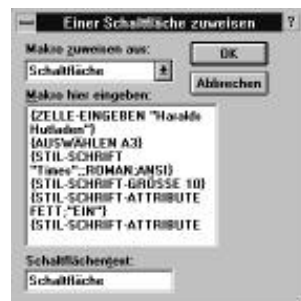 Einer Schaltfläche zuweisen ?
Makro zuweisen aus:
OK
Schaltfläche
Abbrechen
Makro hier eingeben:
{ZELLE-EINGEBEN "Haralds
Hutladen"}
{AUSWÄHLEN A3}
{STIL-SCHRIFT
"Times";;ROMAN;ANSI}
{STIL-SCHRIFT-GRÖSSE 10}
{STIL-SCHRIFT-ATTRIBUTE
FETT;"EIN"}
{STIL-SCHRIFT-ATTRIBUTE
Schaltflächentext:
Schaltfläche